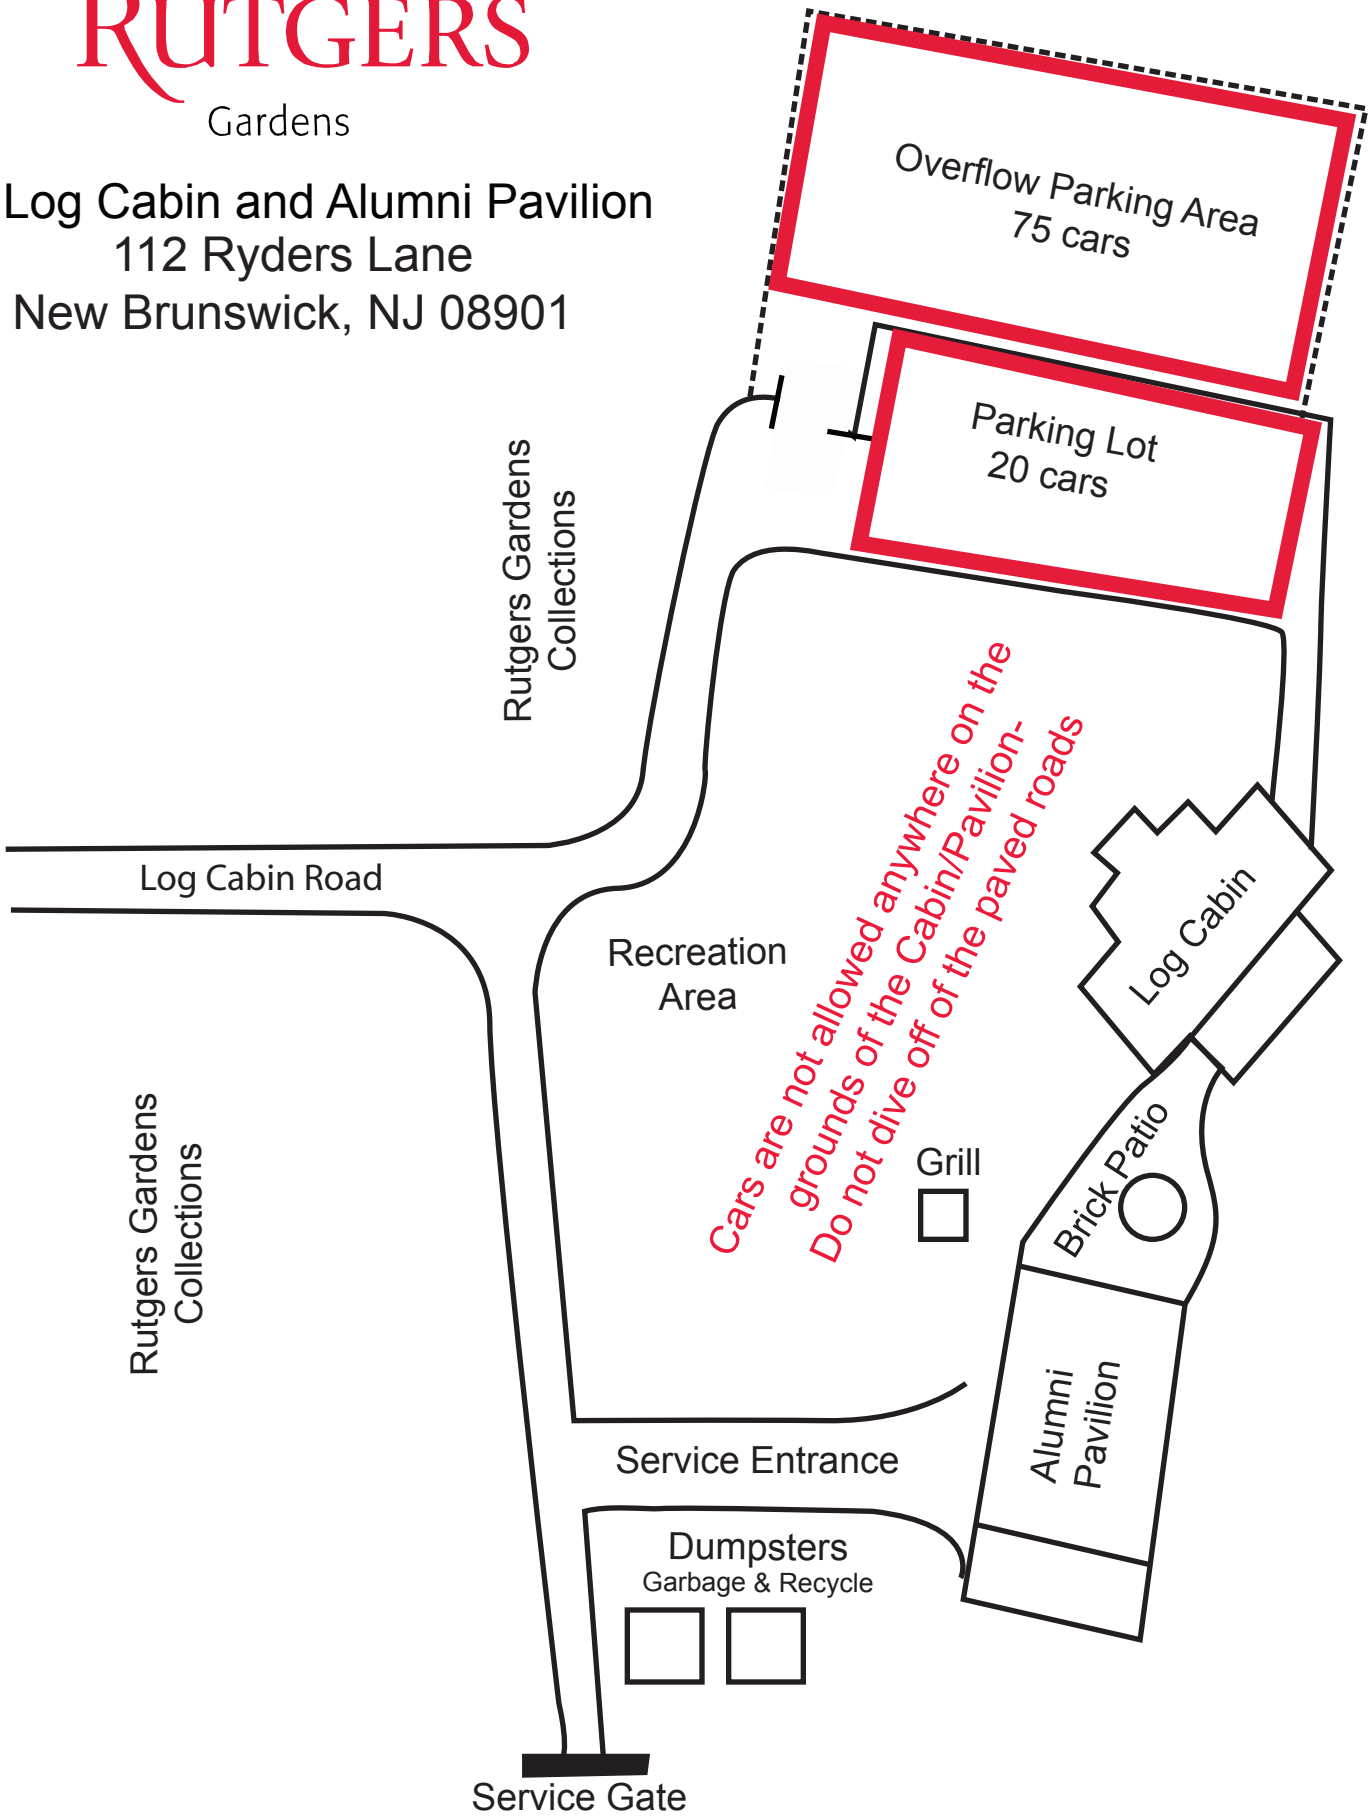 RUTGERS
Gardens
Log Cabin and Alumni Pavilion
112 Ryders Lane
New Brunswick, NJ 08901
Overflow Parking Area
75 cars
Parking Lot
20 cars
Rutgers Gardens
Collections
Cars are not allowed anywhere on the
grounds of the Cabin/Pavilion-
Do not dive off of the paved roads
Log Cabin Road
Recreation
Area
Log Cabin
Rutgers Gardens
Collections
Grill
Brick Patio
Alumni
Pavilion
Service Entrance
Dumpsters
Garbage & Recycle
Service Gate